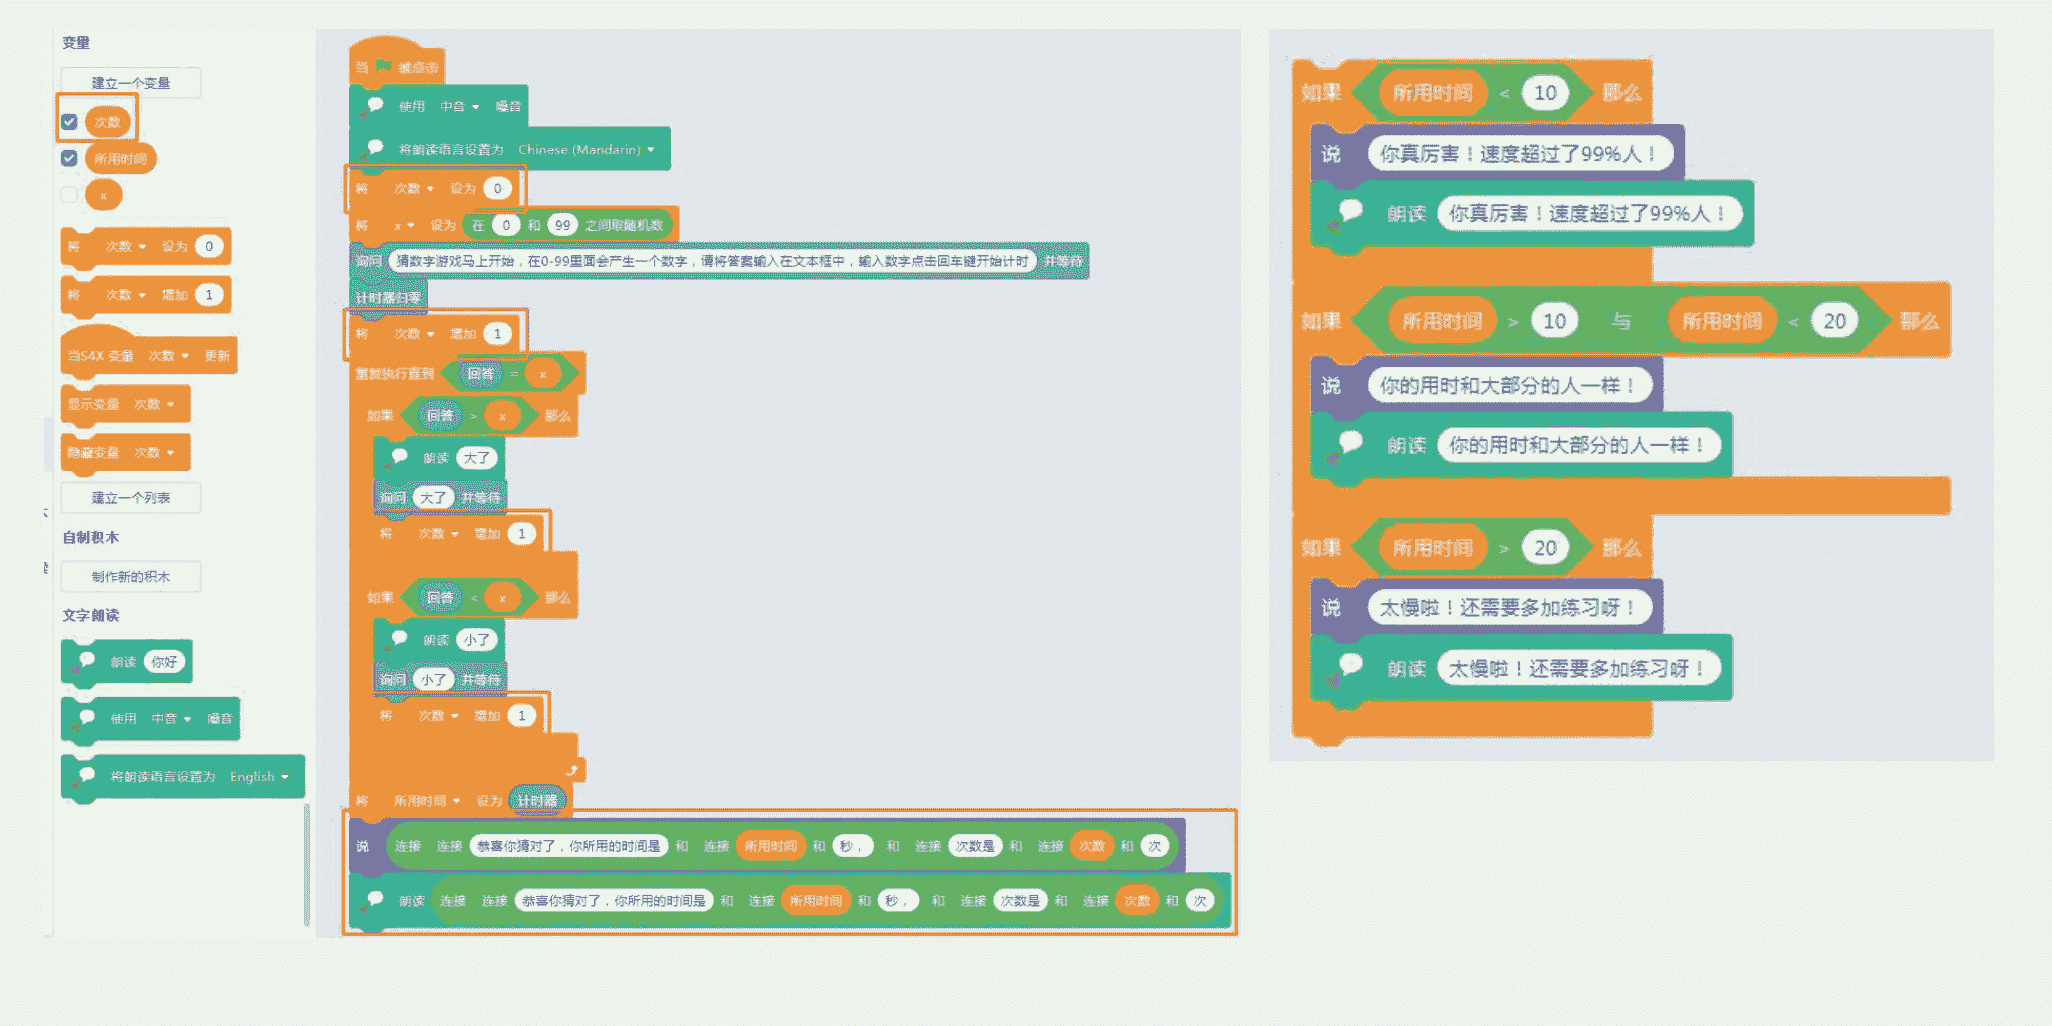 变量
建立一个变量
次数
所用时间
x
将 次数 设为 0
将 次数 增加 1
当S4X 变量 次数 更新
显示变量 次数
隐藏变量 次数
建立一个列表
自制积木
制作新的积木
文字朗读
朗读 你好
使用 中音 嗓音
将朗读语言设置为 English
当 被点击
使用 中音 嗓音
将朗读语言设置为 Chinese (Mandarin)
将 次数 设为 0
将 x 设为 在 0 和 99 之间取随机数
询问 猜数字游戏马上开始，在0-99里面会产生一个数字，请将答案输入在文本框中，输入数字点击回车键开始计时 并等待
计时器归零
将 次数 增加 1
重复执行直到 回答 = x
如果 回答 > x 那么
朗读 大了
询问 大了 并等待
将 次数 增加 1
如果 回答 < x 那么
朗读 小了
询问 小了 并等待
将 次数 增加 1
将 所用时间 设为 计时器
说 连接 连接 恭喜你猜对了，你所用的时间是 和 连接 所用时间 和 秒， 和 连接 次数是 和 连接 次数 和 次
朗读 连接 连接 恭喜你猜对了，你所用的时间是 和 连接 所用时间 和 秒， 和 连接 次数是 和 连接 次数 和 次
如果 所用时间 < 10 那么
说 你真厉害！速度超过了99%人！
朗读 你真厉害！速度超过了99%人！
如果 所用时间 > 10 与 所用时间 < 20 那么
说 你的用时和大部分的人一样！
朗读 你的用时和大部分的人一样！
如果 所用时间 > 20 那么
说 太慢啦！还需要多加练习呀！
朗读 太慢啦！还需要多加练习呀！